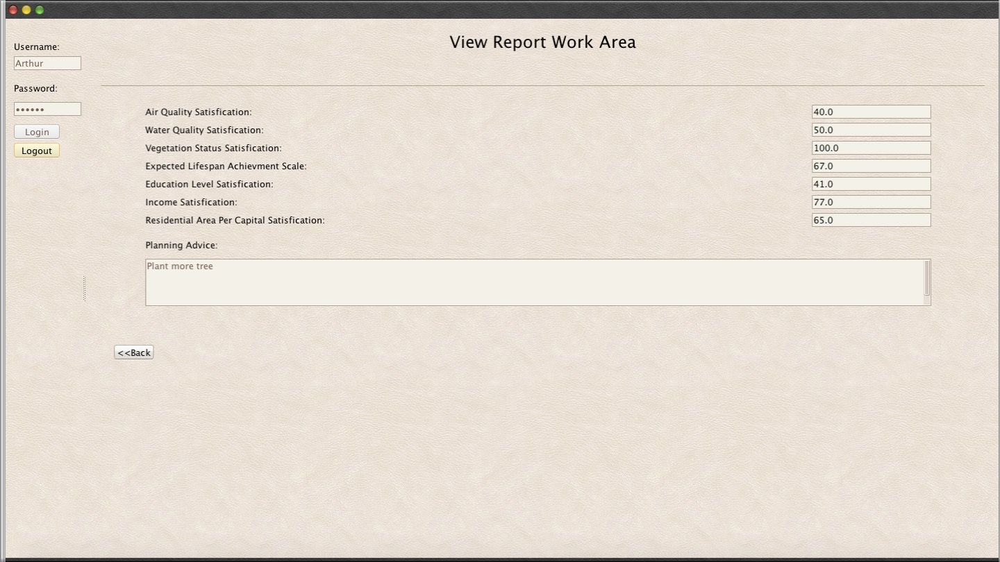 View Report Work Area
Username:
Arthur
Password:
••••••
Login
Logout
Air Quality Satisfication: 40.0
Water Quality Satisfication: 50.0
Vegetation Status Satisfication: 100.0
Expected Lifespan Achievment Scale: 67.0
Education Level Satisfication: 41.0
Income Satisfication: 77.0
Residential Area Per Capital Satisfication: 65.0
Planning Advice:
Plant more tree
<<Back